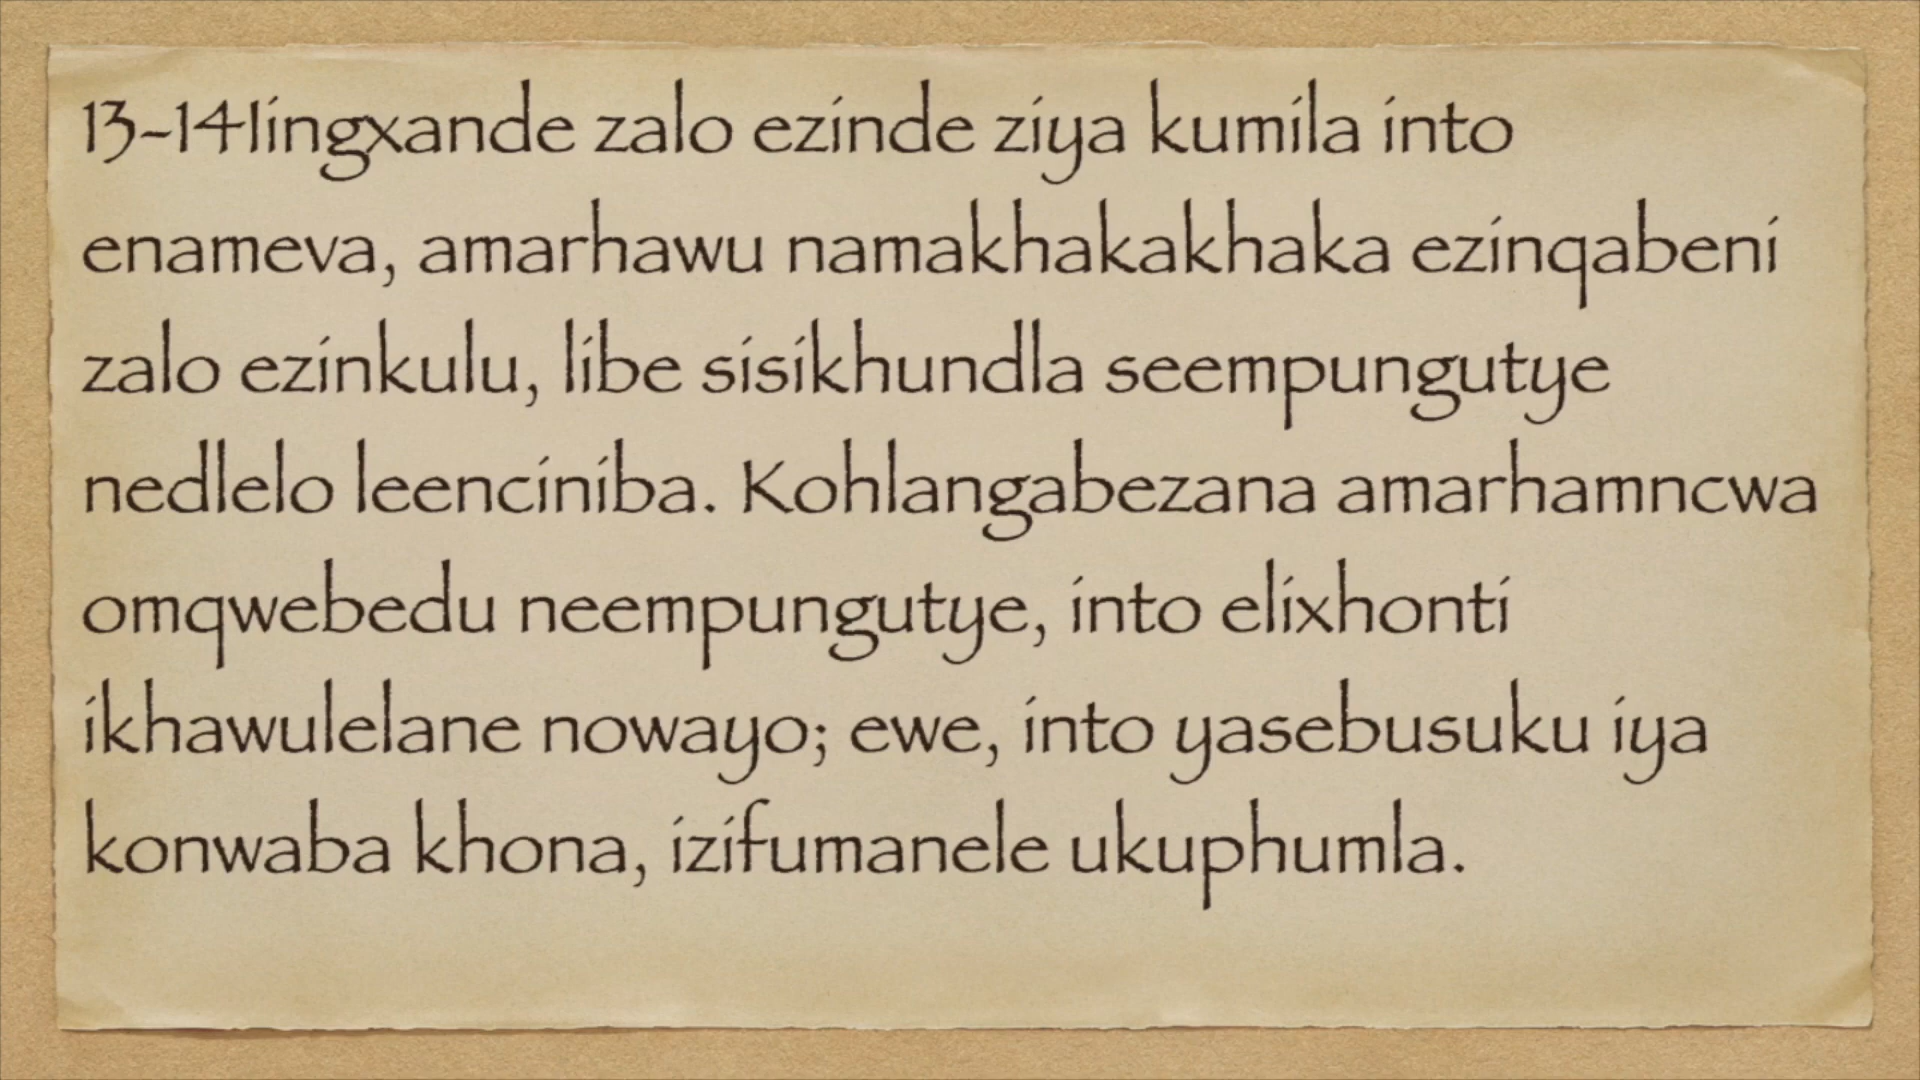 13-14Iingxande zalo ezinde ziya kumila into
enameva, amarhawu namakhakakhaka ezinqabeni
zalo ezinkulu, libe sisikhundla seempungutye
nedlelo leenciniba. Kohlangabezana amarhamncwa
omqwebedu neempungutye, into elixhonti
ikhawulelane nowayo; ewe, into yasebusuku iya
konwaba khona, izifumanele ukuphumla.